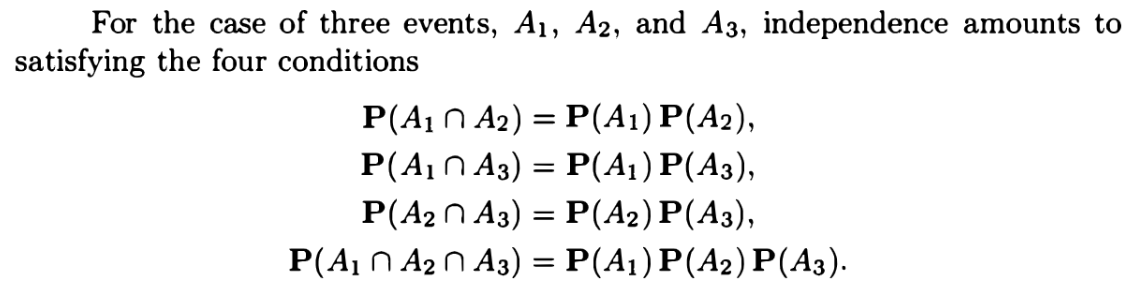 For the case of three events, A₁, A₂, and A₃, independence amounts to
satisfying the four conditions
P(A₁ ∩ A₂) = P(A₁) P(A₂),
P(A₁ ∩ A₃) = P(A₁) P(A₃),
P(A₂ ∩ A₃) = P(A₂) P(A₃),
P(A₁ ∩ A₂ ∩ A₃) = P(A₁) P(A₂) P(A₃).